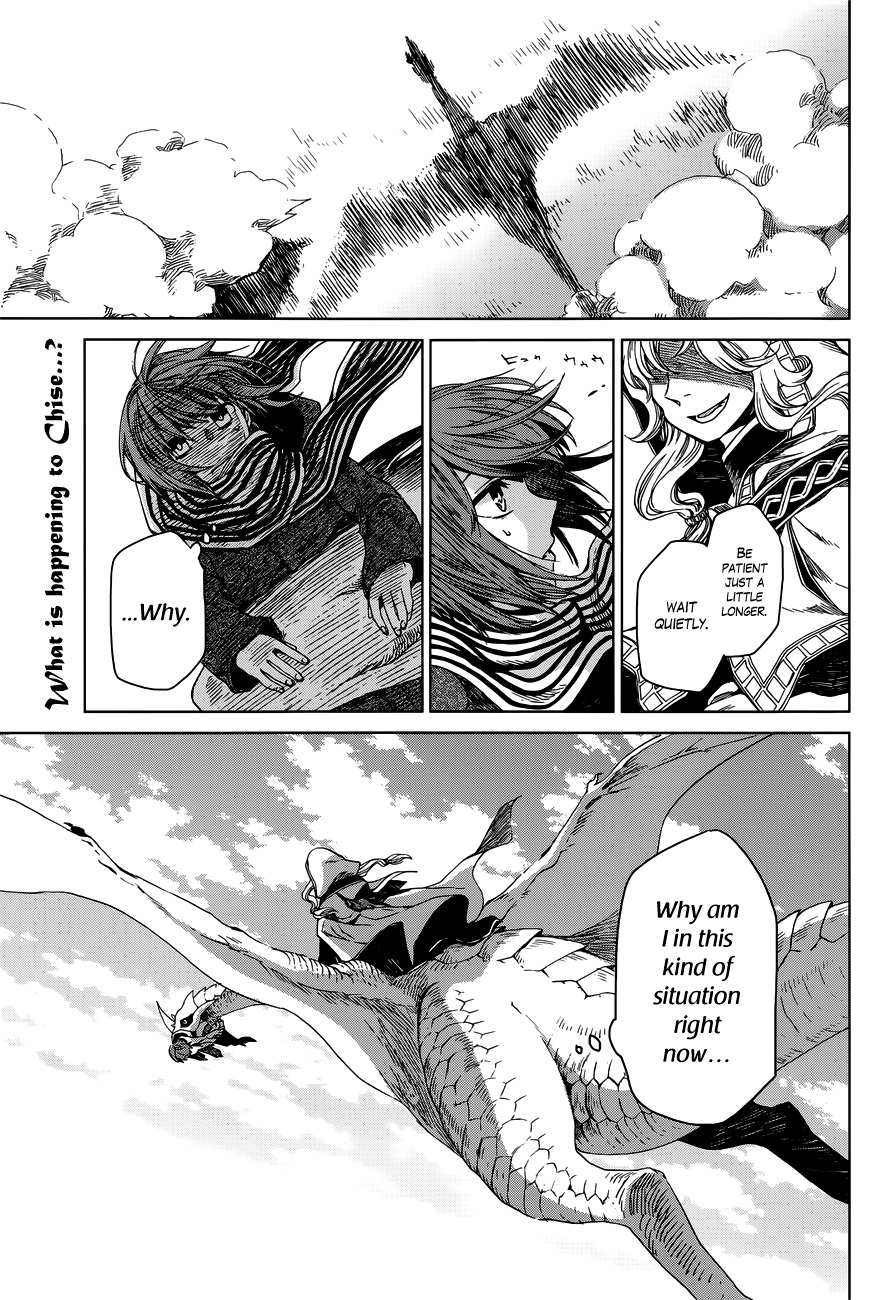 BE
PATIENT
JUST A
LITTLE
LONGER.
WAIT
QUIETLY.
...Why.
What is happening to Chise...?
Why am
I in this
kind of
situation
right
now...